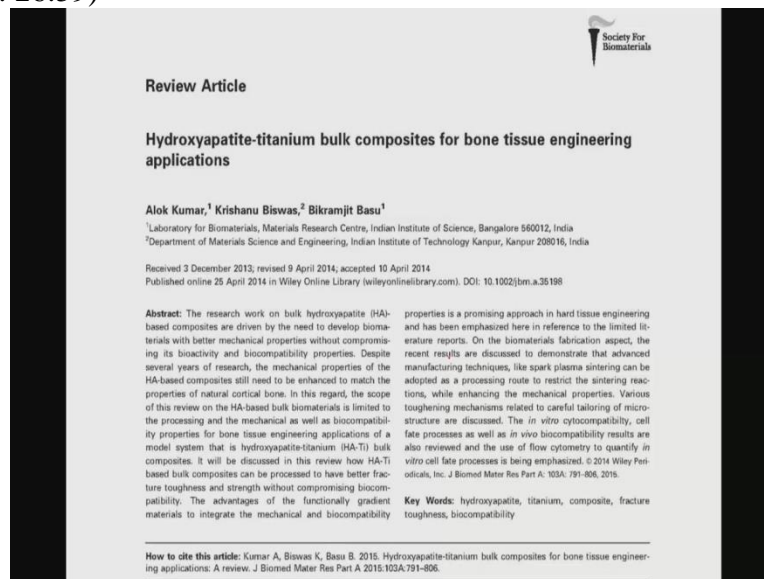 : 28:59)
Society For
Biomaterials
Review Article
Hydroxyapatite-titanium bulk composites for bone tissue engineering
applications
Alok Kumar,¹ Krishanu Biswas,² Bikramjit Basu¹
¹Laboratory for Biomaterials, Materials Research Centre, Indian Institute of Science, Bangalore 560012, India
²Department of Materials Science and Engineering, Indian Institute of Technology Kanpur, Kanpur 208016, India
Received 3 December 2013; revised 9 April 2014; accepted 10 April 2014
Published online 25 April 2014 in Wiley Online Library (wileyonlinelibrary.com). DOI: 10.1002/jbm.a.35198
Abstract: The research work on bulk hydroxyapatite (HA)-
based composites are driven by the need to develop bioma-
terials with better mechanical properties without compromis-
ing its bioactivity and biocompatibility properties. Despite
several years of research, the mechanical properties of the
HA-based composites still need to be enhanced to match the
properties of natural cortical bone. In this regard, the scope
of this review on the HA-based bulk biomaterials is limited to
the processing and the mechanical as well as biocompatibil-
ity properties for bone tissue engineering applications of a
model system that is hydroxyapatite-titanium (HA-Ti) bulk
composites. It will be discussed in this review how HA-Ti
based bulk composites can be processed to have better frac-
ture toughness and strength without compromising biocom-
patibility. The advantages of the functionally gradient
materials to integrate the mechanical and biocompatibility
properties is a promising approach in hard tissue engineering
and has been emphasized here in reference to the limited lit-
erature reports. On the biomaterials fabrication aspect, the
recent results are discussed to demonstrate that advanced
manufacturing techniques, like spark plasma sintering can be
adopted as a processing route to restrict the sintering reac-
tions, while enhancing the mechanical properties. Various
toughening mechanisms related to careful tailoring of micro-
structure are discussed. The in vitro cytocompatibilty, cell
fate processes as well as in vivo biocompatibility results are
also reviewed and the use of flow cytometry to quantify in
vitro cell fate processes is being emphasized. © 2014 Wiley Peri-
odicals, Inc. J Biomed Mater Res Part A: 103A: 791–806, 2015.
Key Words: hydroxyapatite, titanium, composite, fracture
toughness, biocompatibility
How to cite this article: Kumar A, Biswas K, Basu B. 2015. Hydroxyapatite-titanium bulk composites for bone tissue engineer-
ing applications: A review. J Biomed Mater Res Part A 2015:103A:791–806.